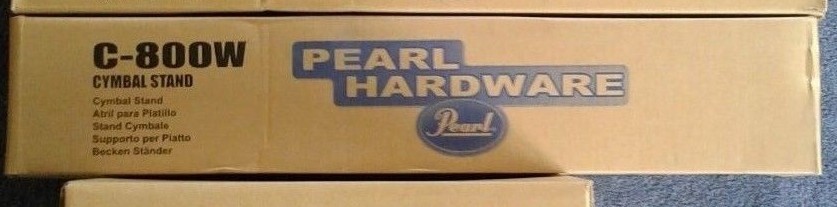 C-800W
CYMBAL STAND
Cymbal Stand
Atril para Platillo
Stand Cymbale
Supporto per Piatto
Becken Ständer
PEARL
HARDWARE
Pearl